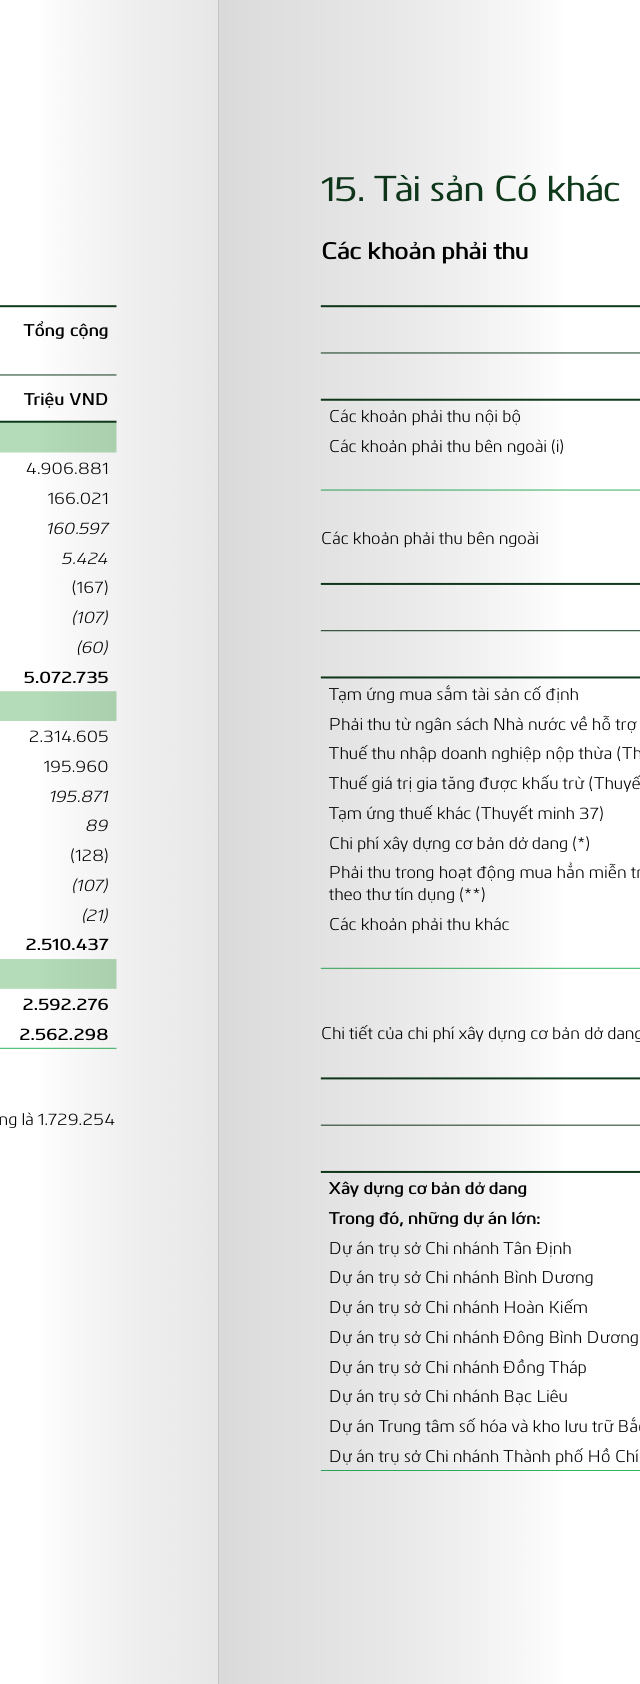 Tổng cộng
Triệu VND
4.906.881
166.021
160.597
5.424
(167)
(107)
(60)
5.072.735
2.314.605
195.960
195.871
89
(128)
(107)
(21)
2.510.437
2.592.276
2.562.298
ng là 1.729.254
15. Tài sản Có khác
Các khoản phải thu
Các khoản phải thu nội bộ
Các khoản phải thu bên ngoài (i)
Các khoản phải thu bên ngoài
Tạm ứng mua sắm tài sản cố định
Phải thu từ ngân sách Nhà nước về hỗ trợ
Thuế thu nhập doanh nghiệp nộp thừa (Th
Thuế giá trị gia tăng được khấu trừ (Thuyế
Tạm ứng thuế khác (Thuyết minh 37)
Chi phí xây dựng cơ bản dở dang (*)
Phải thu trong hoạt động mua hẳn miễn tr
theo thư tín dụng (**)
Các khoản phải thu khác
Chi tiết của chi phí xây dựng cơ bản dở dang
Xây dựng cơ bản dở dang
Trong đó, những dự án lớn:
Dự án trụ sở Chi nhánh Tân Định
Dự án trụ sở Chi nhánh Bình Dương
Dự án trụ sở Chi nhánh Hoàn Kiếm
Dự án trụ sở Chi nhánh Đông Bình Dương
Dự án trụ sở Chi nhánh Đồng Tháp
Dự án trụ sở Chi nhánh Bạc Liêu
Dự án Trung tâm số hóa và kho lưu trữ Bắ
Dự án trụ sở Chi nhánh Thành phố Hồ Chí